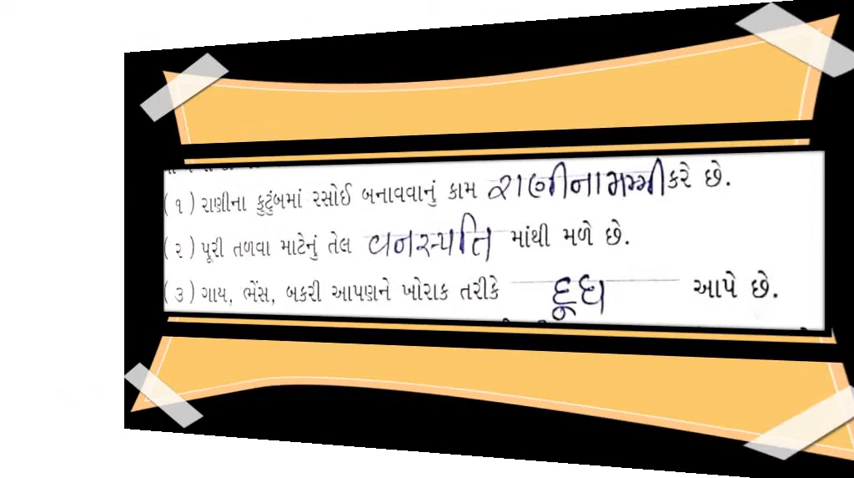 (૧) રાણીના કુટુંબમાં રસોઈ બનાવવાનું કામ રાણીના મમ્મી કરે છે.
(૨) પૂરી તળવા માટેનું તેલ વનસ્પતિ માંથી મળે છે.
(૩) ગાય, ભેંસ, બકરી આપણને ખોરાક તરીકે દૂધ આપે છે.